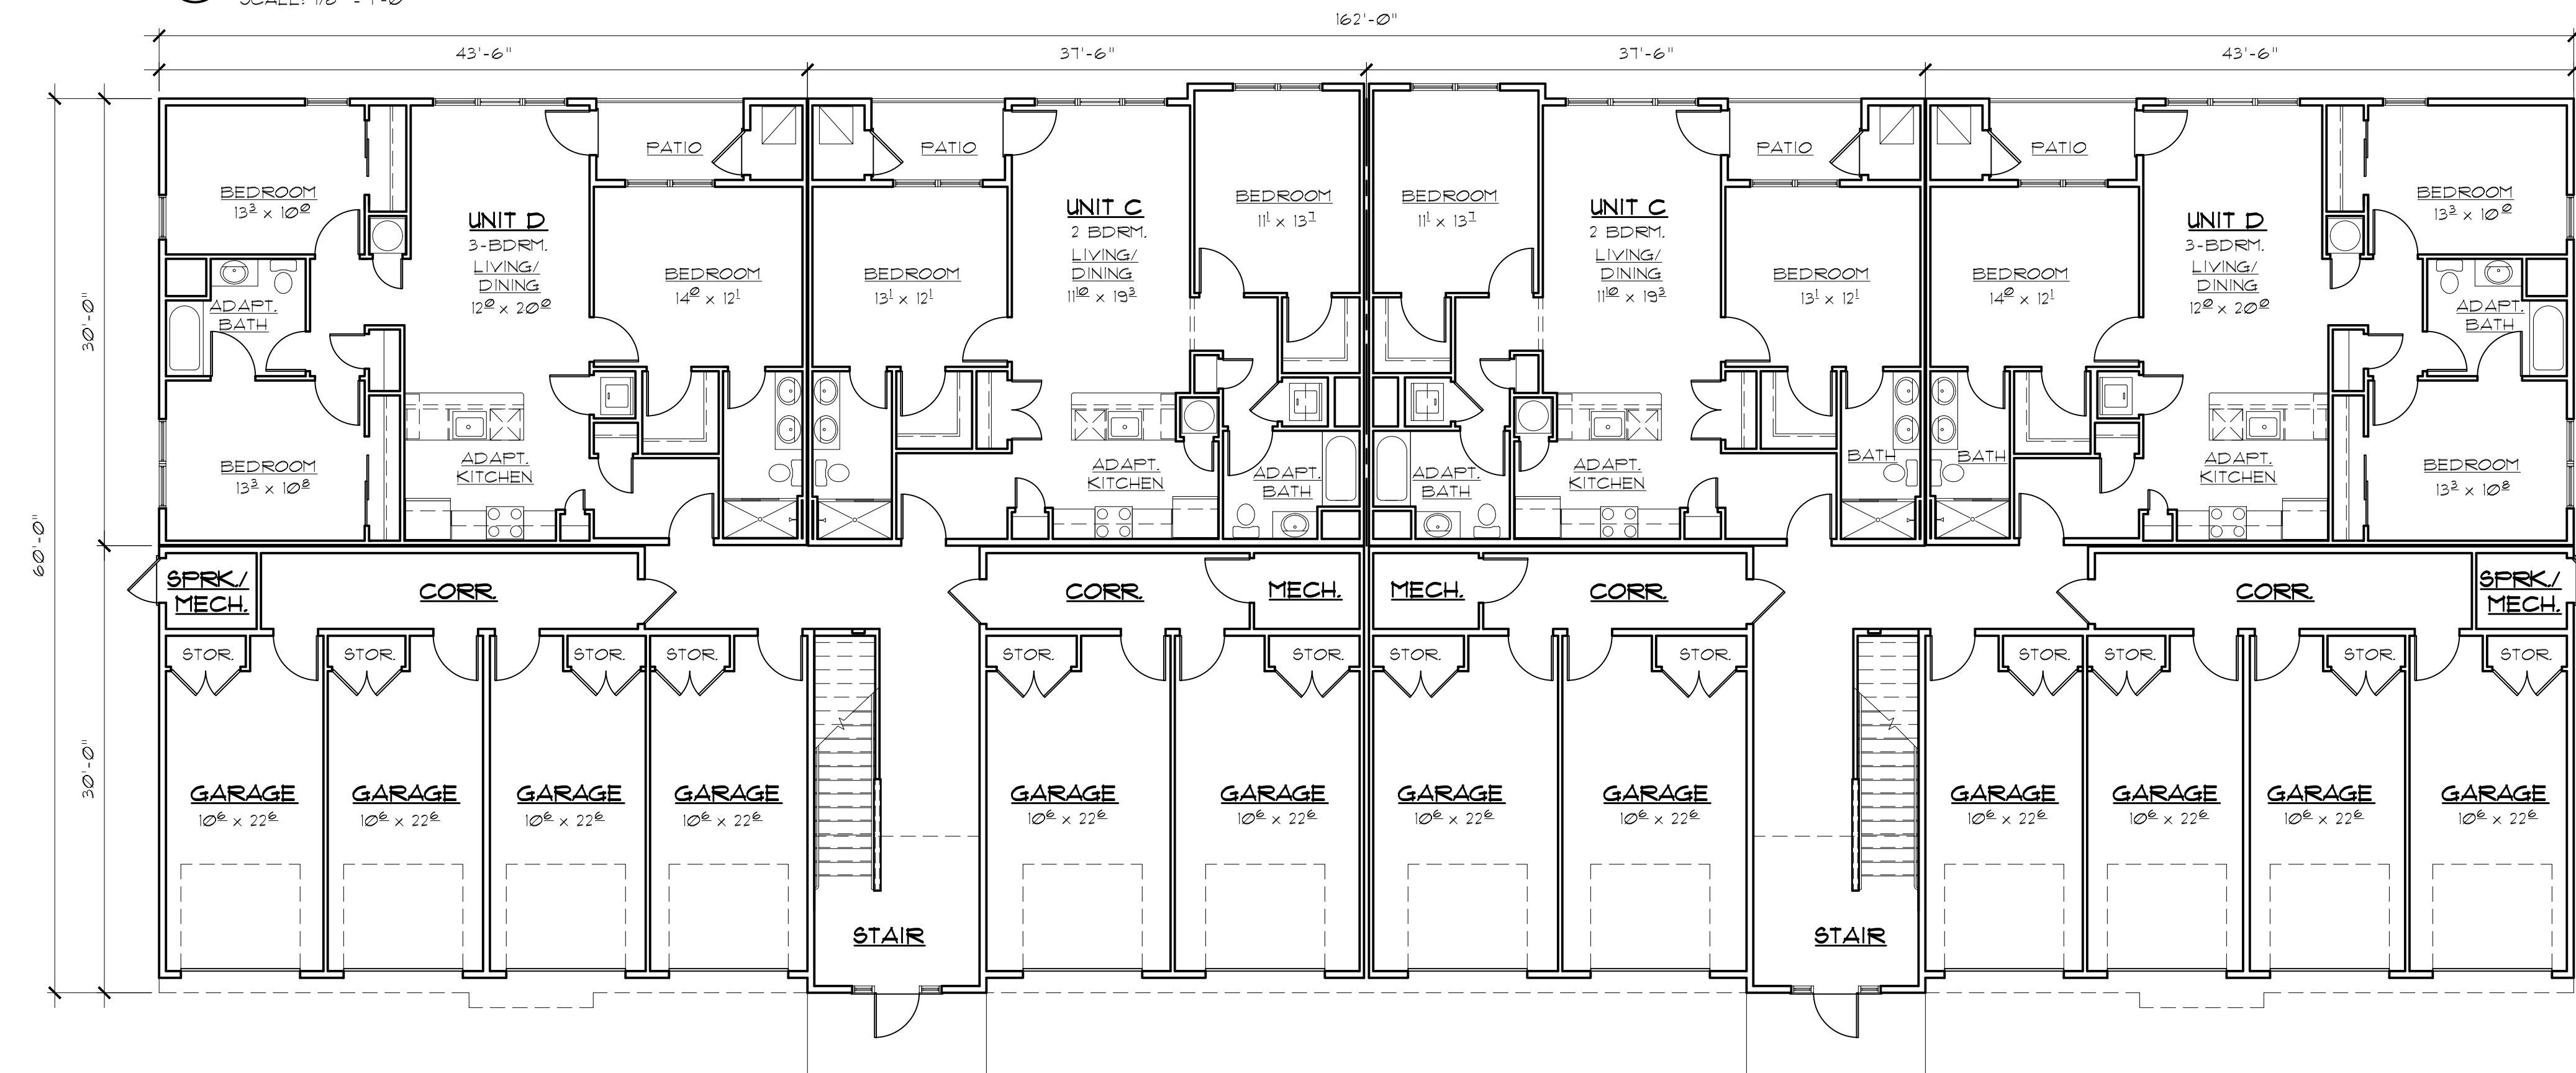 162'-0"
43'-6"
37'-6"
37'-6"
43'-6"
60'-0"
30'-0"
30'-0"
BEDROOM
13³ x 10⁰
UNIT D
3-BDRM.
LIVING/
DINING
12⁰ x 20⁰
PATIO
BEDROOM
14⁰ x 12¹
ADAPT.
BATH
BEDROOM
13³ x 10⁸
ADAPT.
KITCHEN
PATIO
BEDROOM
13¹ x 12¹
UNIT C
2 BDRM.
LIVING/
DINING
11¹⁰ x 19³
BEDROOM
11¹ x 13⁷
ADAPT.
KITCHEN
ADAPT.
BATH
BEDROOM
11¹ x 13⁷
UNIT C
2 BDRM.
LIVING/
DINING
11¹⁰ x 19³
PATIO
BEDROOM
13¹ x 12¹
ADAPT.
BATH
ADAPT.
KITCHEN
BATH
PATIO
BEDROOM
14⁰ x 12¹
UNIT D
3-BDRM.
LIVING/
DINING
12⁰ x 20⁰
BEDROOM
13³ x 10⁰
ADAPT.
BATH
BATH
ADAPT.
KITCHEN
BEDROOM
13³ x 10⁸
SPRK./
MECH.
CORR.
CORR.
MECH.
MECH.
CORR.
CORR.
SPRK./
MECH.
STOR.
STOR.
STOR.
STOR.
STOR.
STOR.
STOR.
STOR.
STOR.
STOR.
STOR.
STOR.
GARAGE
10⁶ x 22⁶
GARAGE
10⁶ x 22⁶
GARAGE
10⁶ x 22⁶
GARAGE
10⁶ x 22⁶
GARAGE
10⁶ x 22⁶
GARAGE
10⁶ x 22⁶
GARAGE
10⁶ x 22⁶
GARAGE
10⁶ x 22⁶
GARAGE
10⁶ x 22⁶
GARAGE
10⁶ x 22⁶
GARAGE
10⁶ x 22⁶
GARAGE
10⁶ x 22⁶
STAIR
STAIR